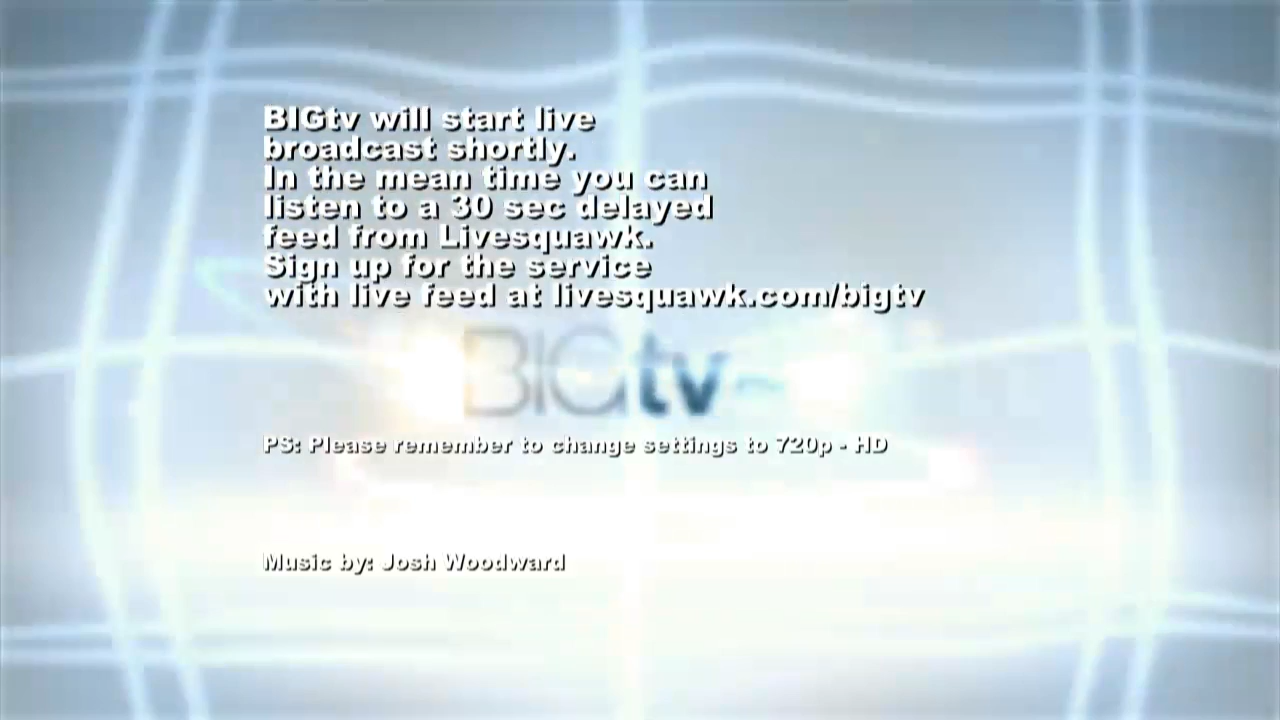 BIGtv will start live
broadcast shortly.
In the mean time you can
listen to a 30 sec delayed
feed from Livesquawk.
Sign up for the service
with live feed at livesquawk.com/bigtv
BIGtv
PS: Please remember to change settings to 720p - HD
Music by: Josh Woodward